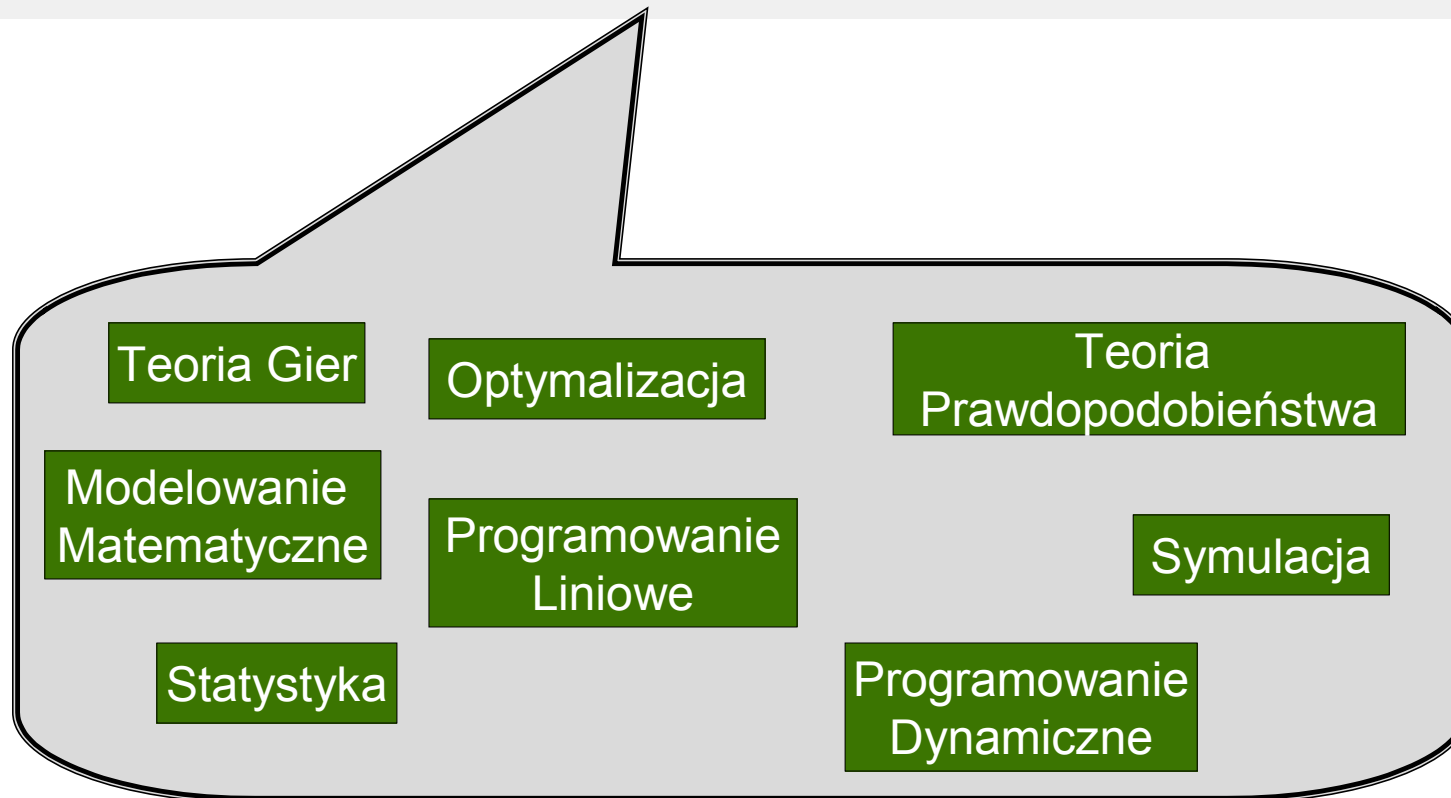 Teoria Gier
Optymalizacja
Teoria
Prawdopodobieństwa
Modelowanie
Matematyczne
Programowanie
Liniowe
Symulacja
Statystyka
Programowanie
Dynamiczne